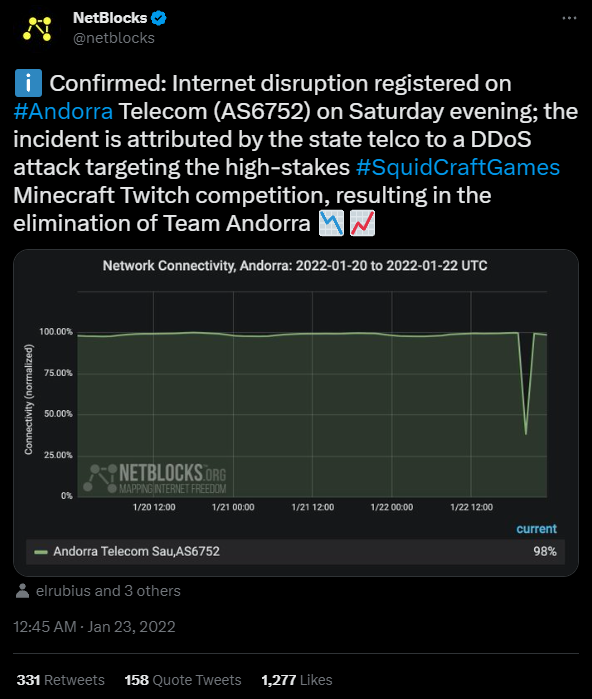 NetBlocks
@netblocks
Confirmed: Internet disruption registered on
#Andorra Telecom (AS6752) on Saturday evening; the
incident is attributed by the state telco to a DDoS
attack targeting the high-stakes #SquidCraftGames
Minecraft Twitch competition, resulting in the
elimination of Team Andorra
Network Connectivity, Andorra: 2022-01-20 to 2022-01-22 UTC
Connectivity (normalized)
100.00%
75.00%
50.00%
25.00%
0%
NETBLOCKS.ORG
MAPPING INTERNET FREEDOM
1/20 12:00 1/21 00:00 1/21 12:00 1/22 00:00 1/22 12:00
current
Andorra Telecom Sau,AS6752 98%
elrubius and 3 others
12:45 AM · Jan 23, 2022
331 Retweets 158 Quote Tweets 1,277 Likes